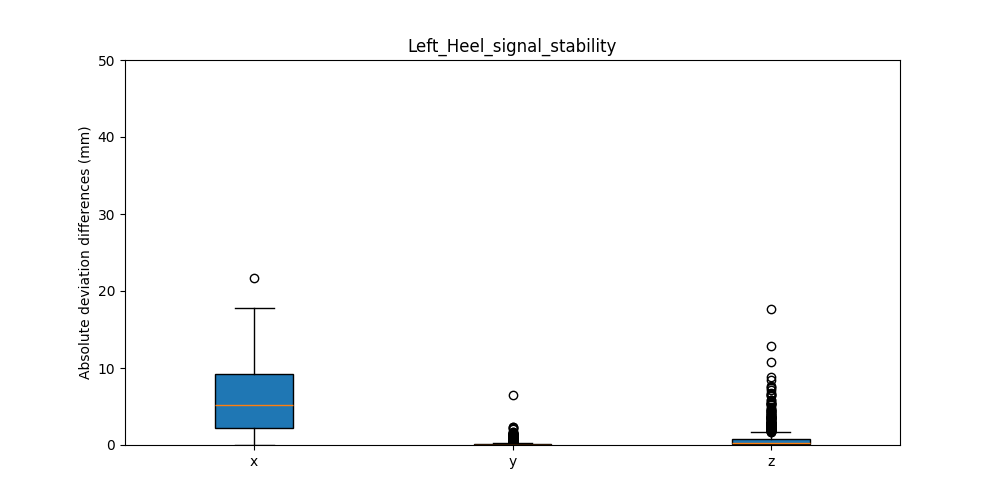 Left_Heel_signal_stability
Absolute deviation differences (mm)
50
40
30
20
10
0
x
y
z